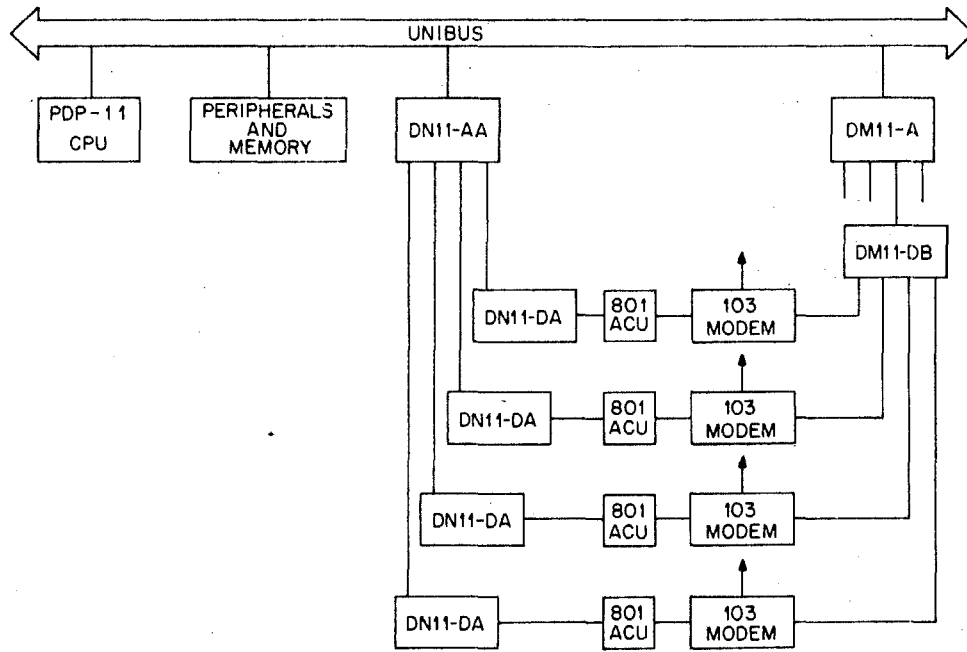 UNIBUS
PDP-11
CPU
PERIPHERALS
AND
MEMORY
DN11-AA
DM11-A
DM11-DB
DN11-DA
801
ACU
103
MODEM
DN11-DA
801
ACU
103
MODEM
DN11-DA
801
ACU
103
MODEM
DN11-DA
801
ACU
103
MODEM